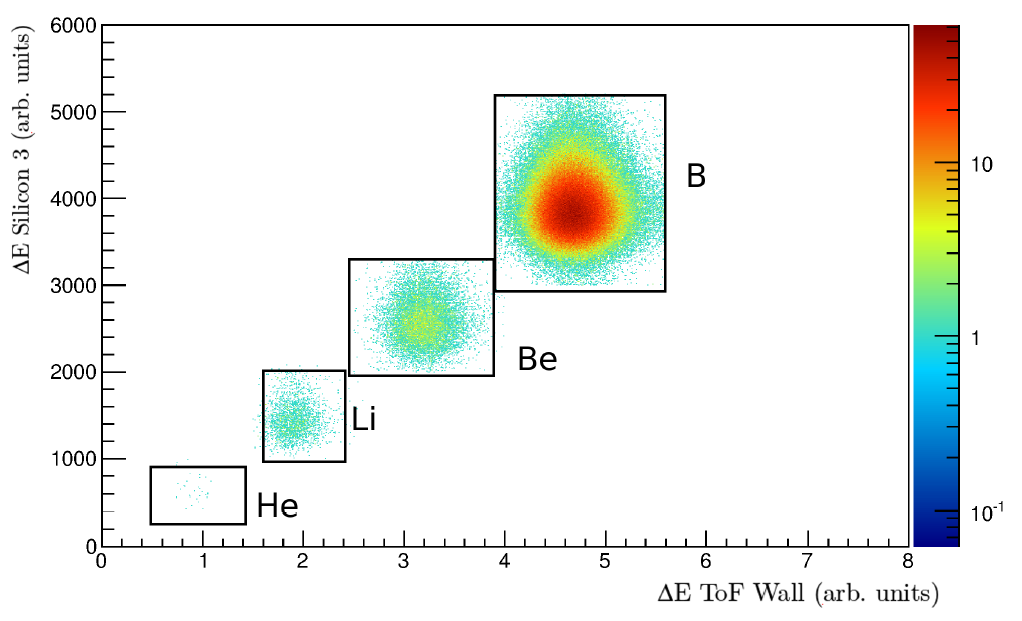 6000
5000
4000
3000
2000
1000
0
ΔE Silicon 3 (arb. units)
B
Be
Li
He
10
1
10-1
0 1 2 3 4 5 6 7 8
ΔE ToF Wall (arb. units)